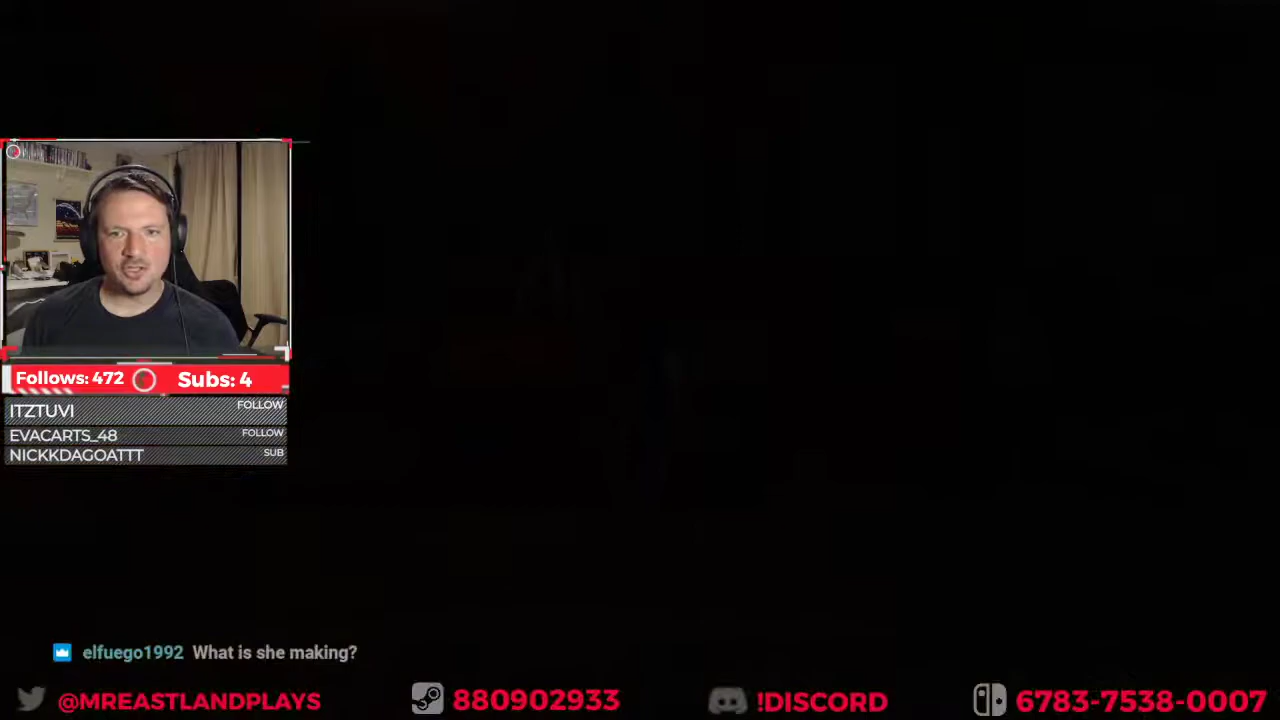 Follows: 472 Subs: 4
ITZTUVI FOLLOW
EVACARTS_48 FOLLOW
NICKKDAGOATTT SUB
elfuego1992 What is she making?
@MREASTLANDPLAYS 880902933 !DISCORD 6783-7538-0007